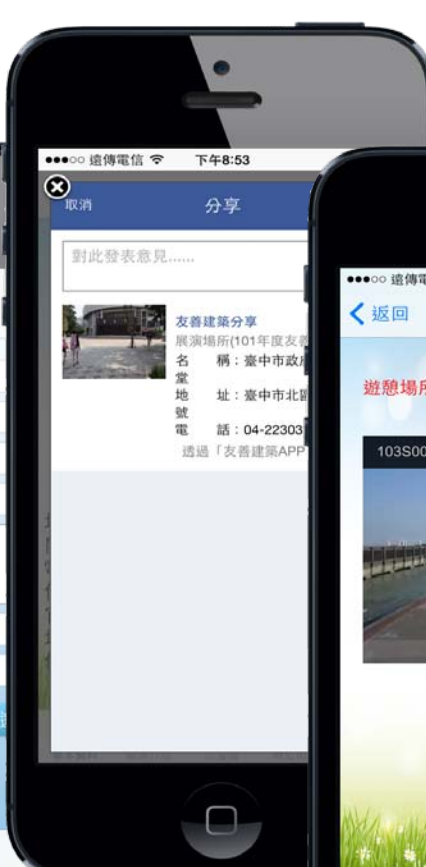 遠傳電信 下午8:53
取消 分享
對此發表意見......
友善建築分享
展演場所(101年度友善
名 稱：臺中市政府
堂
地 址：臺中市北區
號
電 話：04-22303
透過「友善建築APP
遠傳電
返回
遊憩場所
103S00